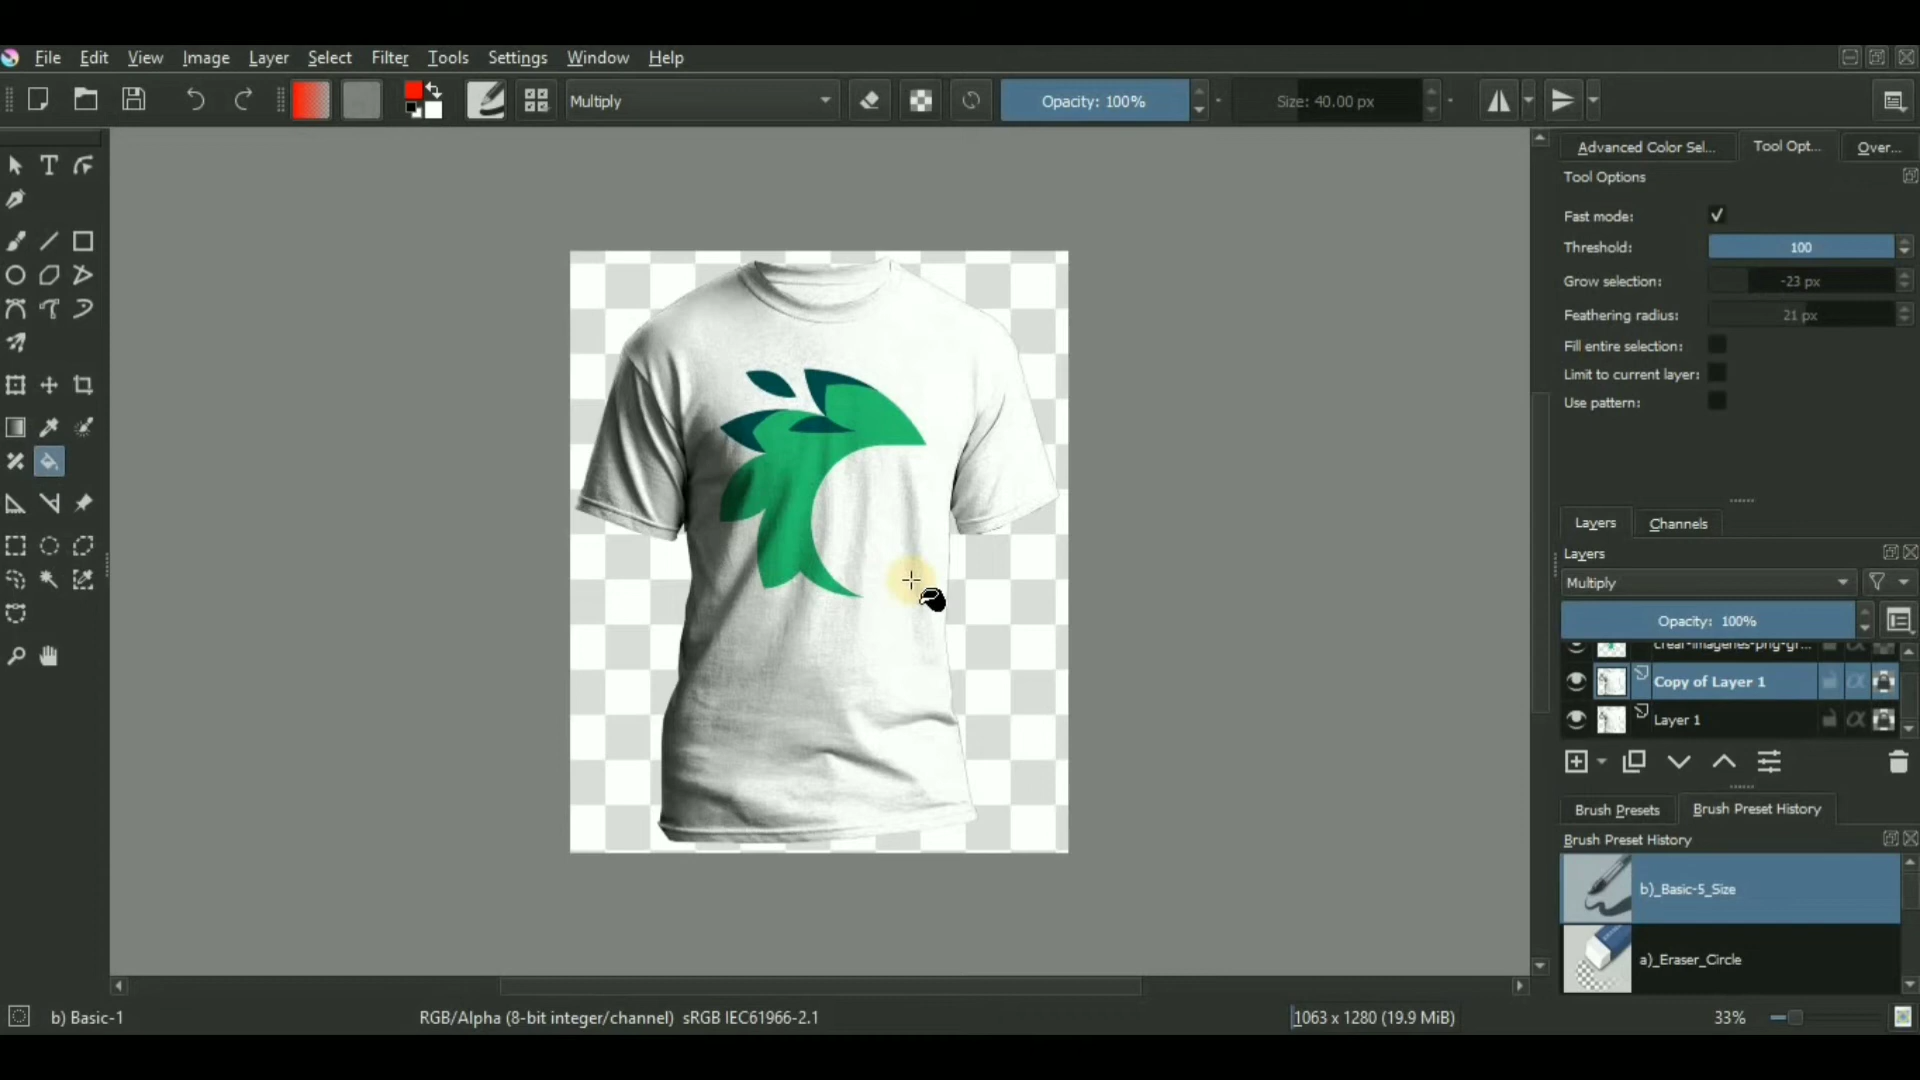 File Edit View Image Layer Select Filter Tools Settings Window Help
Multiply
Opacity: 100%
Size: 40.00 px
Advanced Color Sel...
Tool Opt...
Over...
Tool Options
Fast mode:
Threshold: 100
Grow selection: -23 px
Feathering radius: 21 px
Fill entire selection:
Limit to current layer:
Use pattern:
Layers
Channels
Layers
Multiply
Opacity: 100%
crear-imagenes-png-gr...
Copy of Layer 1
Layer 1
Brush Presets
Brush Preset History
Brush Preset History
b)_Basic-5_Size
a)_Eraser_Circle
b) Basic-1
RGB/Alpha (8-bit integer/channel) sRGB IEC61966-2.1
1063 x 1280 (19.9 MiB)
33%